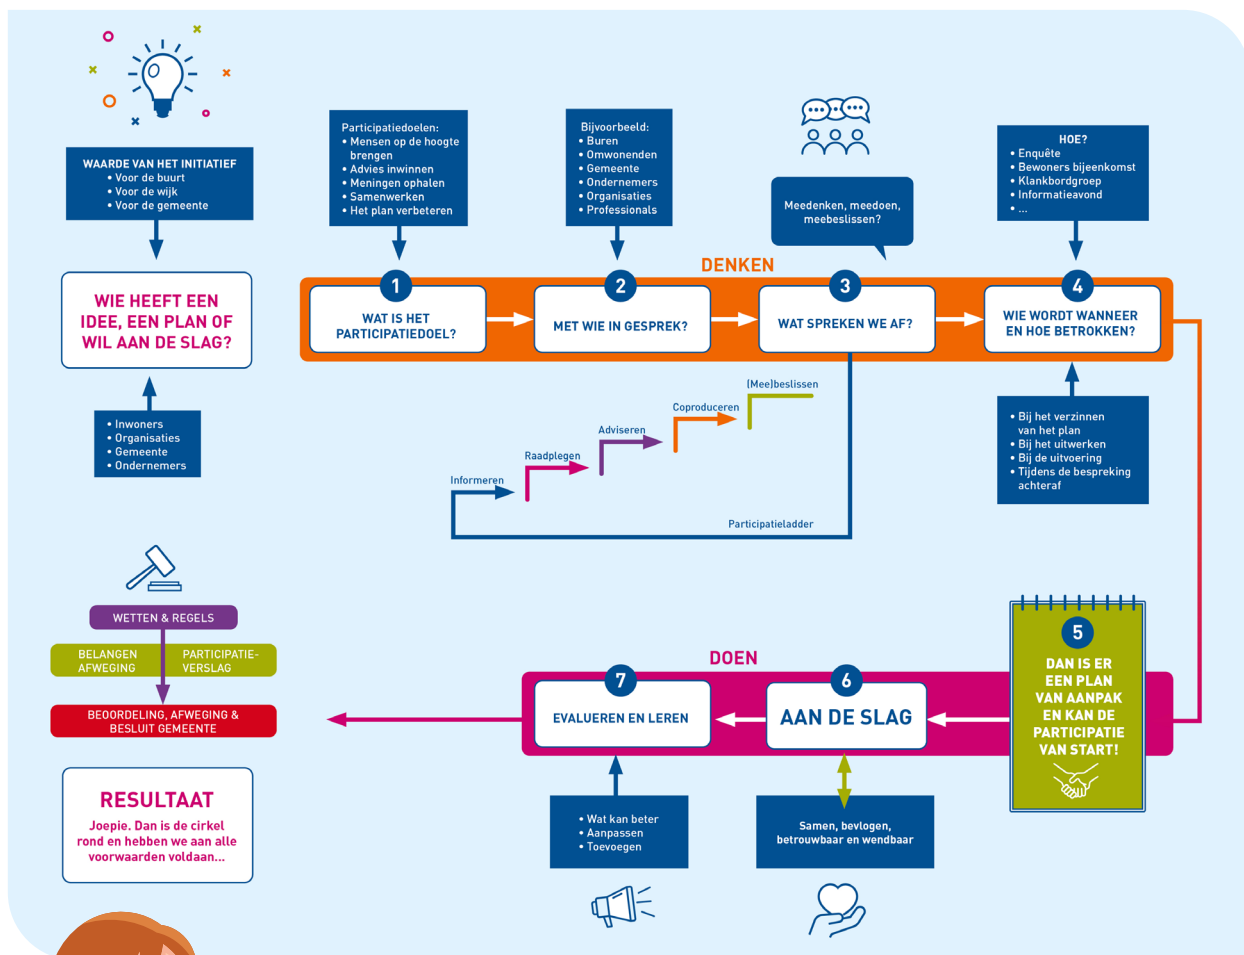 WAARDE VAN HET INITIATIEF
• Voor de buurt
• Voor de wijk
• Voor de gemeente
WIE HEEFT EEN
IDEE, EEN PLAN OF
WIL AAN DE SLAG?
• Inwoners
• Organisaties
• Gemeente
• Ondernemers
Participatiedoelen:
• Mensen op de hoogte
brengen
• Advies inwinnen
• Meningen ophalen
• Samenwerken
• Het plan verbeteren
Bijvoorbeeld:
• Buren
• Omwonenden
• Gemeente
• Ondernemers
• Organisaties
• Professionals
Meedenken, meedoen,
meebeslissen?
HOE?
• Enquête
• Bewoners bijeenkomst
• Klankbordgroep
• Informatieavond
• ...
DENKEN
1
WAT IS HET
PARTICIPATIEDOEL?
2
MET WIE IN GESPREK?
3
WAT SPREKEN WE AF?
4
WIE WORDT WANNEER
EN HOE BETROKKEN?
(Mee)beslissen
Coproduceren
Adviseren
Raadplegen
Informeren
Participatieladder
• Bij het verzinnen
van het plan
• Bij het uitwerken
• Bij de uitvoering
• Tijdens de bespreking
achteraf
5
DAN IS ER
EEN PLAN
VAN AANPAK
EN KAN DE
PARTICIPATIE
VAN START!
DOEN
6
AAN DE SLAG
7
EVALUEREN EN LEREN
Samen, bevlogen,
betrouwbaar en wendbaar
• Wat kan beter
• Aanpassen
• Toevoegen
WETTEN & REGELS
BELANGEN
AFWEGING
PARTICIPATIE-
VERSLAG
BEOORDELING, AFWEGING &
BESLUIT GEMEENTE
RESULTAAT
Joepie. Dan is de cirkel
rond en hebben we aan alle
voorwaarden voldaan...